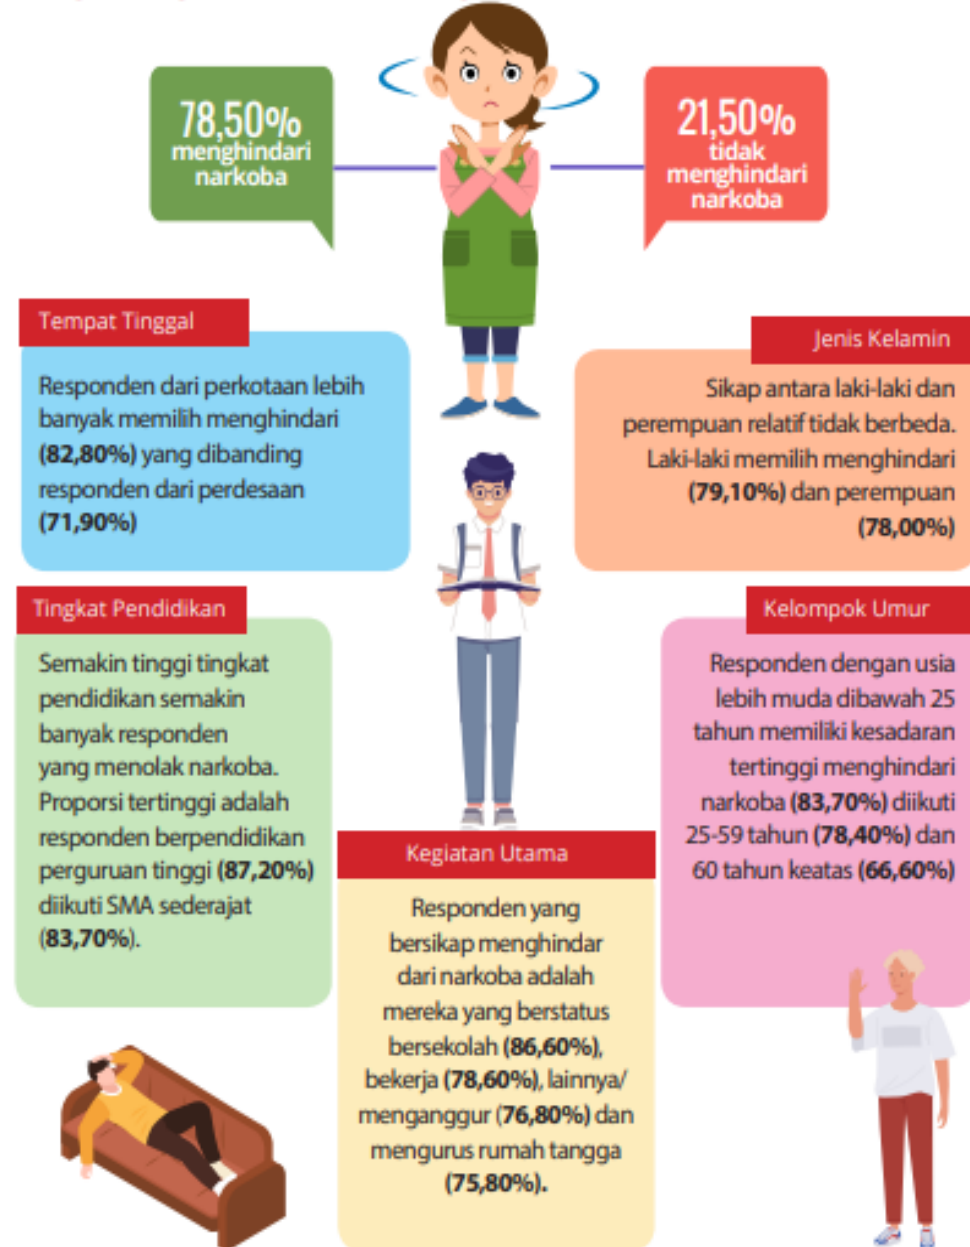 78,50%
menghindari
narkoba
21,50%
tidak
menghindari
narkoba
Tempat Tinggal
Responden dari perkotaan lebih
banyak memilih menghindari
(82,80%) yang dibanding
responden dari perdesaan
(71,90%)
Jenis Kelamin
Sikap antara laki-laki dan
perempuan relatif tidak berbeda.
Laki-laki memilih menghindari
(79,10%) dan perempuan
(78,00%)
Tingkat Pendidikan
Semakin tinggi tingkat
pendidikan semakin
banyak responden
yang menolak narkoba.
Proporsi tertinggi adalah
responden berpendidikan
perguruan tinggi (87,20%)
diikuti SMA sederajat
(83,70%).
Kelompok Umur
Responden dengan usia
lebih muda dibawah 25
tahun memiliki kesadaran
tertinggi menghindari
narkoba (83,70%) diikuti
25-59 tahun (78,40%) dan
60 tahun keatas (66,60%)
Kegiatan Utama
Responden yang
bersikap menghindar
dari narkoba adalah
mereka yang berstatus
bersekolah (86,60%),
bekerja (78,60%), lainnya/
menganggur (76,80%) dan
mengurus rumah tangga
(75,80%).